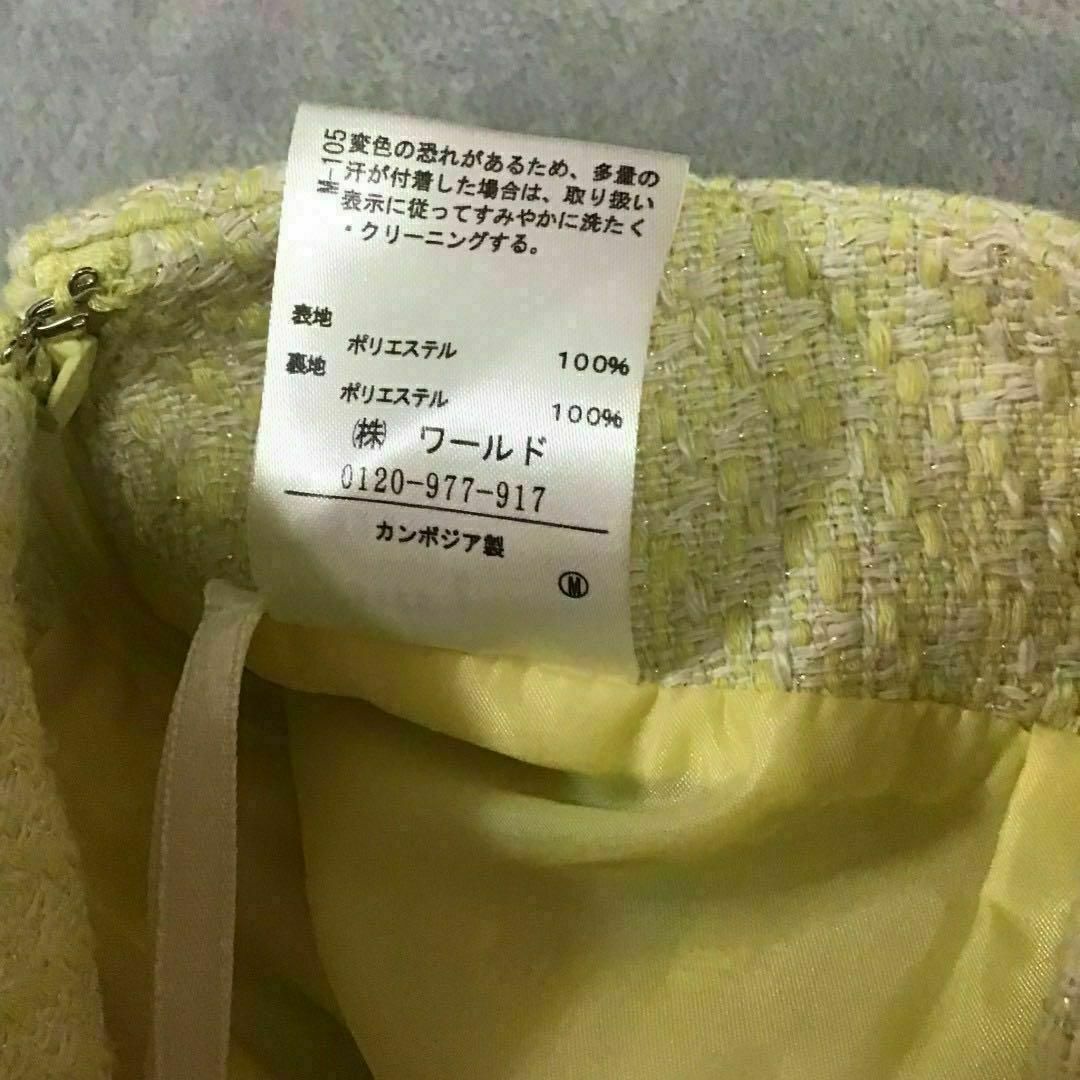 M-105
変色の恐れがあるため、多量の
汗が付着した場合は、取り扱い
表示に従ってすみやかに洗たく
・クリーニングする。
表地
ポリエステル 100%
裏地
ポリエステル 100%
㈱ ワールド
0120-977-917
カンボジア製
Ⓜ